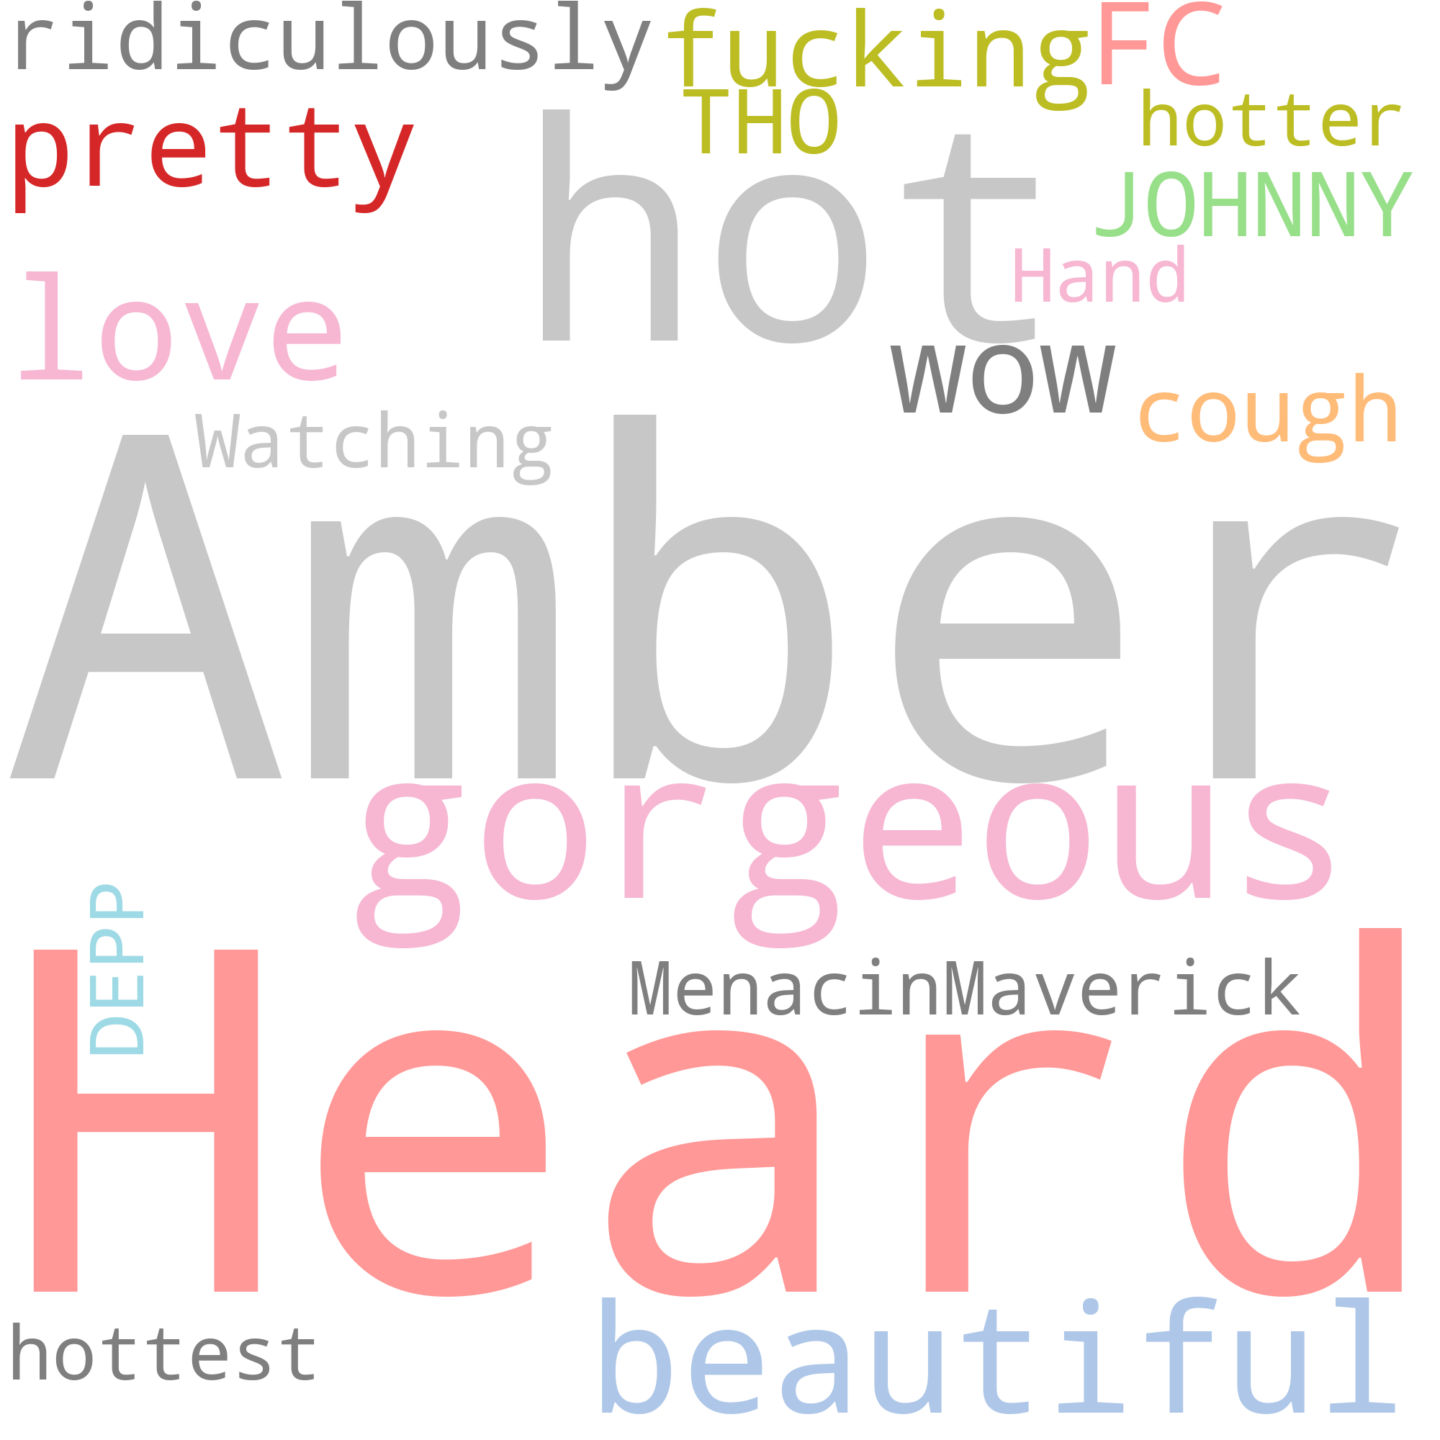 ridiculously
fucking
FC
THO
hotter
pretty
hot
JOHNNY
Hand
love
wow
cough
Watching
Amber
gorgeous
DEPP
MenacinMaverick
Heard
hottest
beautiful